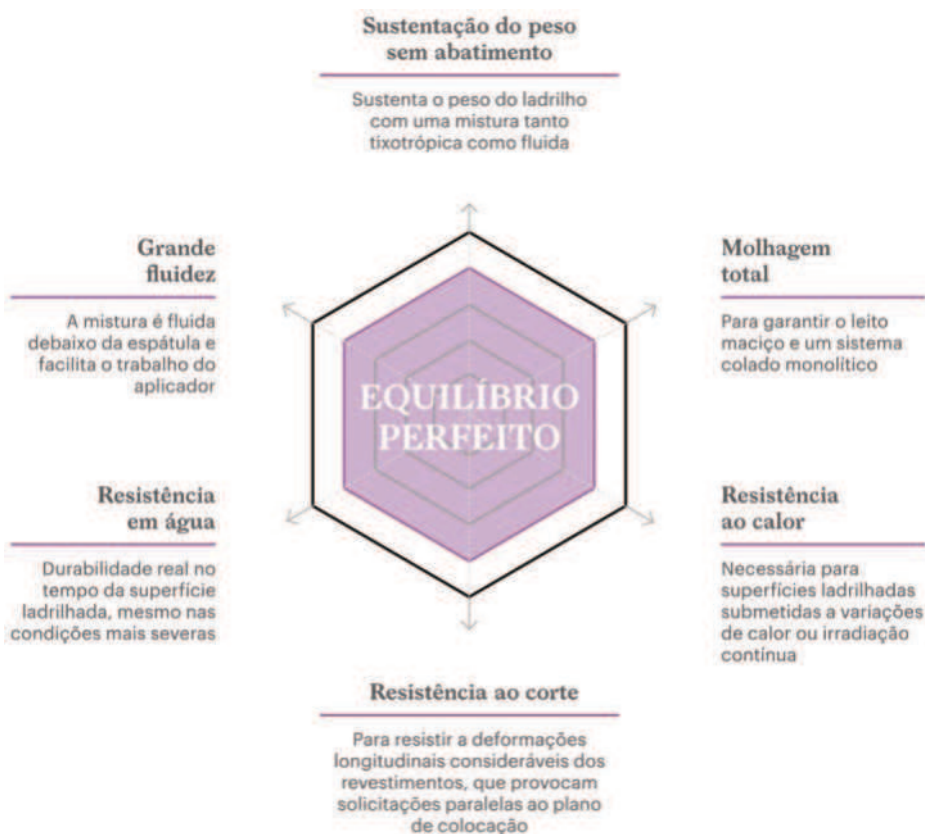 Sustentação do peso
sem abatimento
Sustenta o peso do ladrilho
com uma mistura tanto
tixotrópica como fluida
Grande
fluidez
A mistura é fluida
debaixo da espátula e
facilita o trabalho do
aplicador
Molhagem
total
Para garantir o leito
maciço e um sistema
colado monolítico
EQUILÍBRIO
PERFEITO
Resistência
em água
Durabilidade real no
tempo da superfície
ladrilhada, mesmo nas
condições mais severas
Resistência
ao calor
Necessária para
superfícies ladrilhadas
submetidas a variações
de calor ou irradiação
contínua
Resistência ao corte
Para resistir a deformações
longitudinais consideráveis dos
revestimentos, que provocam
solicitações paralelas ao plano
de colocação